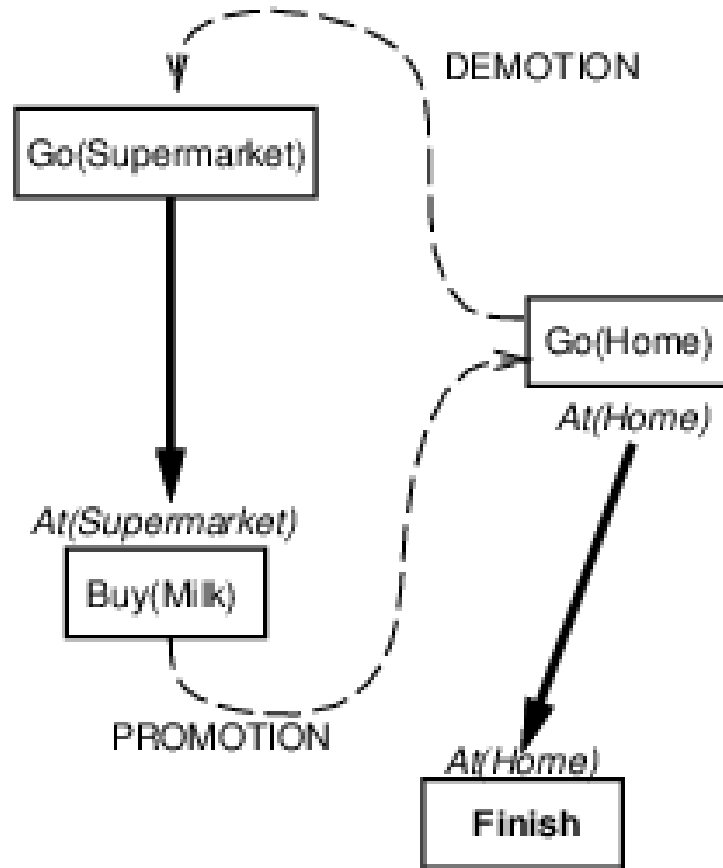 DEMOTION
Go(Supermarket)
Go(Home)
At(Home)
At(Supermarket)
Buy(Milk)
PROMOTION
At(Home)
Finish